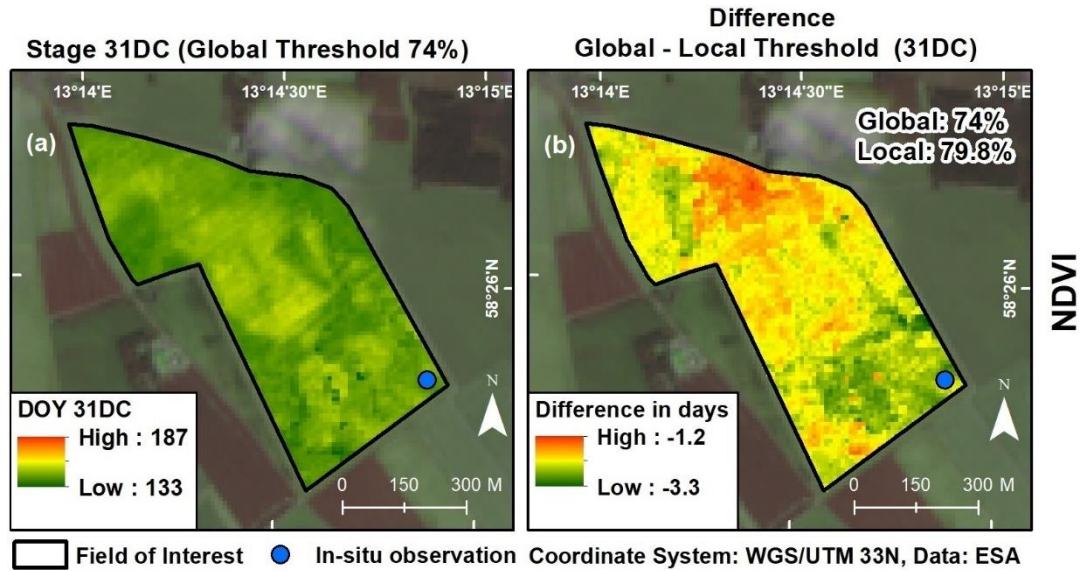 Stage 31DC (Global Threshold 74%)
Difference
Global - Local Threshold (31DC)
13°14'E
13°14'30"E
13°15'E
(a)
58°26'N
N
DOY 31DC
High : 187
Low : 133
0 150 300 M
13°14'E
13°14'30"E
13°15'E
(b)
Global: 74%
Local: 79.8%
58°26'N
N
Difference in days
High : -1.2
Low : -3.3
0 150 300 M
NDVI
Field of Interest In-situ observation Coordinate System: WGS/UTM 33N, Data: ESA